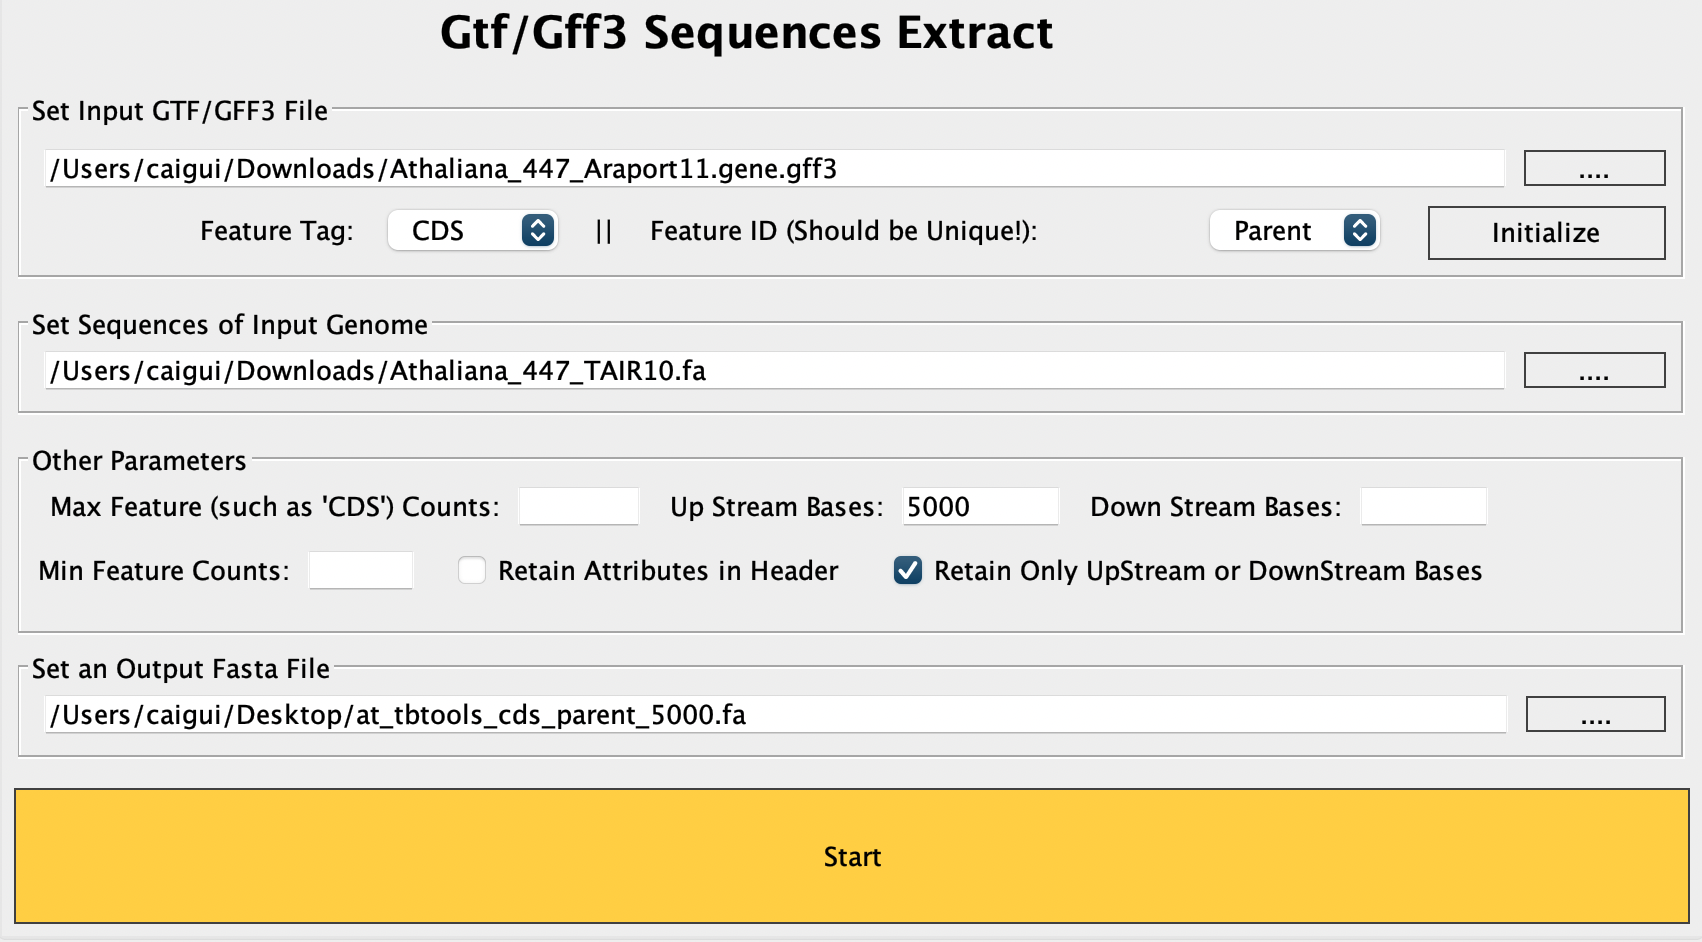 Gtf/Gff3 Sequences Extract
Set Input GTF/GFF3 File
/Users/caigui/Downloads/Athaliana_447_Araport11.gene.gff3 ....
Feature Tag: CDS || Feature ID (Should be Unique!): Parent Initialize
Set Sequences of Input Genome
/Users/caigui/Downloads/Athaliana_447_TAIR10.fa ....
Other Parameters
Max Feature (such as 'CDS') Counts: Up Stream Bases: 5000 Down Stream Bases:
Min Feature Counts: Retain Attributes in Header Retain Only UpStream or DownStream Bases
Set an Output Fasta File
/Users/caigui/Desktop/at_tbtools_cds_parent_5000.fa ....
Start